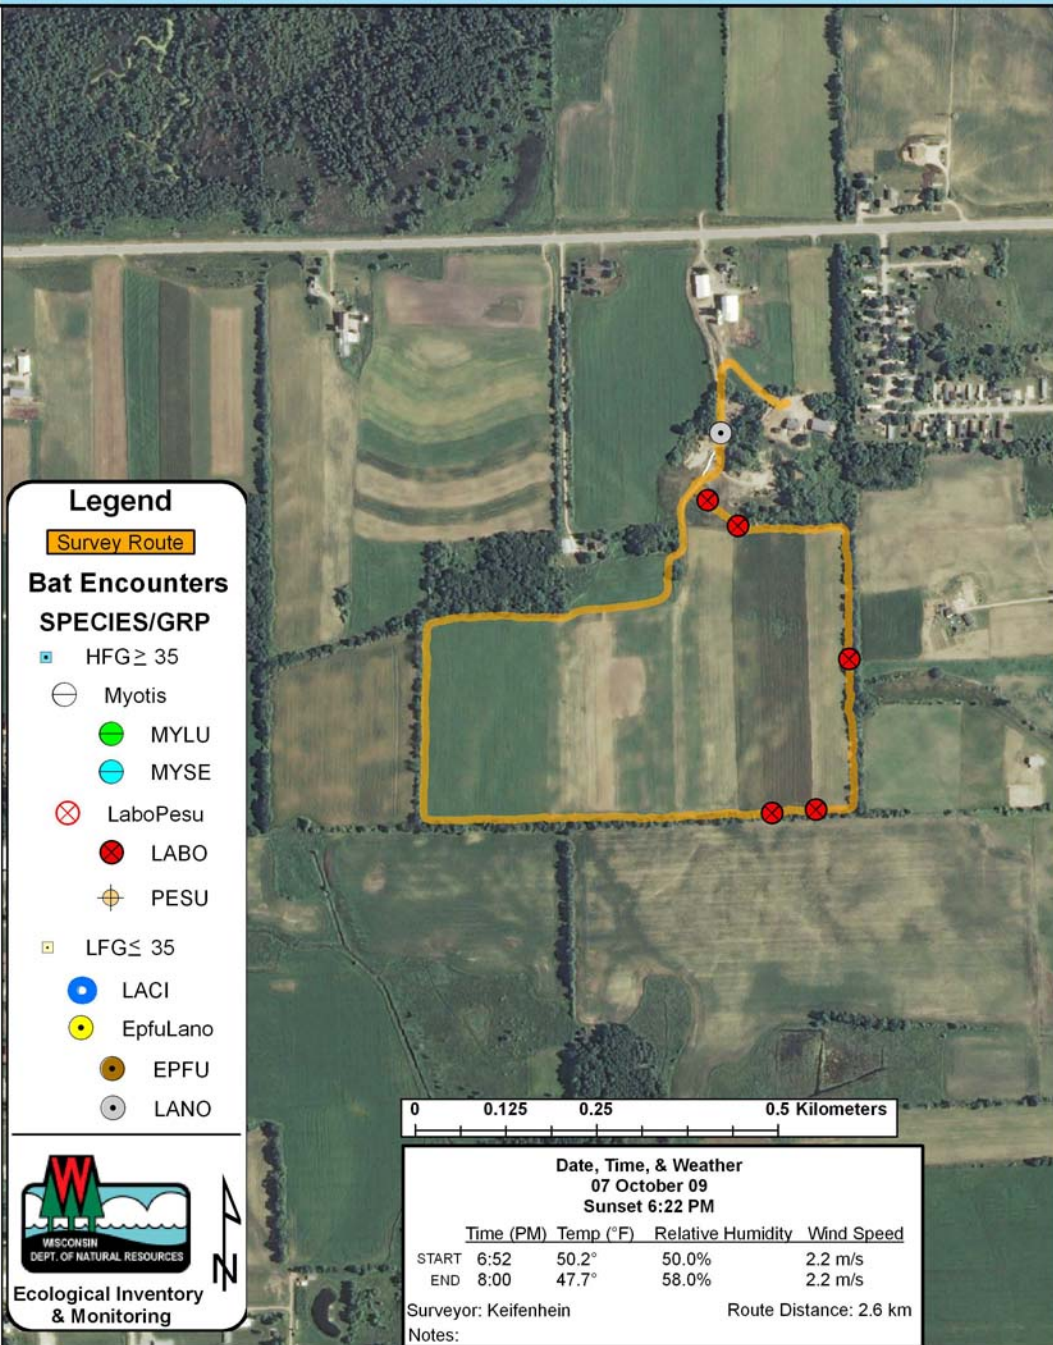 Legend
Survey Route
Bat Encounters
SPECIES/GRP
HFG ≥ 35
Myotis
MYLU
MYSE
LaboPesu
LABO
PESU
LFG ≤ 35
LACI
EpfuLano
EPFU
LANO
W
WISCONSIN
DEPT. OF NATURAL RESOURCES
N
Ecological Inventory
& Monitoring
0 0.125 0.25 0.5 Kilometers
Date, Time, & Weather
07 October 09
Sunset 6:22 PM
Time (PM) Temp (°F) Relative Humidity Wind Speed
START 6:52 50.2° 50.0% 2.2 m/s
END 8:00 47.7° 58.0% 2.2 m/s
Surveyor: Keifenhein Route Distance: 2.6 km
Notes: